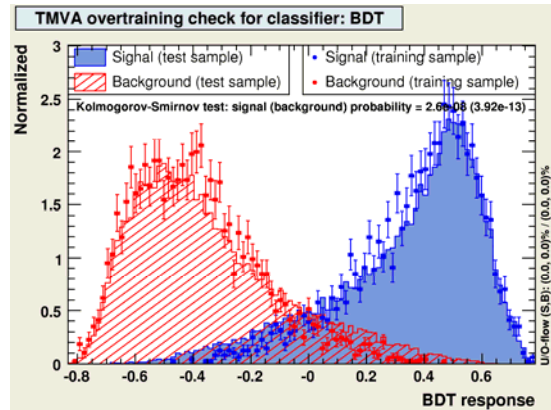 TMVA overtraining check for classifier: BDT
Normalized
3
2.5
2
1.5
1
0.5
0
Signal (test sample)
Background (test sample)
Signal (training sample)
Background (training sample)
Kolmogorov-Smirnov test: signal (background) probability = 2.6e-08 (3.92e-13)
-0.8 -0.6 -0.4 -0.2 -0 0.2 0.4 0.6
BDT response
U/O-flow (S,B): (0.0, 0.0)% / (0.0, 0.0)%